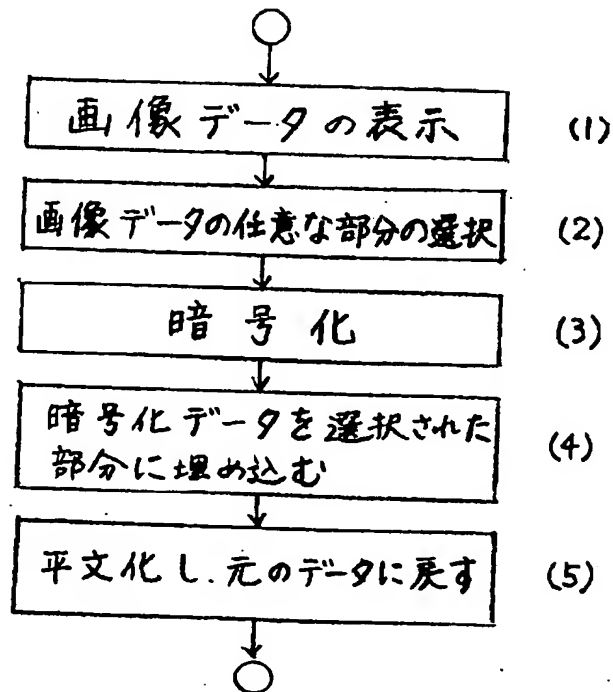 画像データの表示 (1)
画像データの任意な部分の選択 (2)
暗号化 (3)
暗号化データを選択された
部分に埋め込む (4)
平文化し、元のデータに戻す (5)